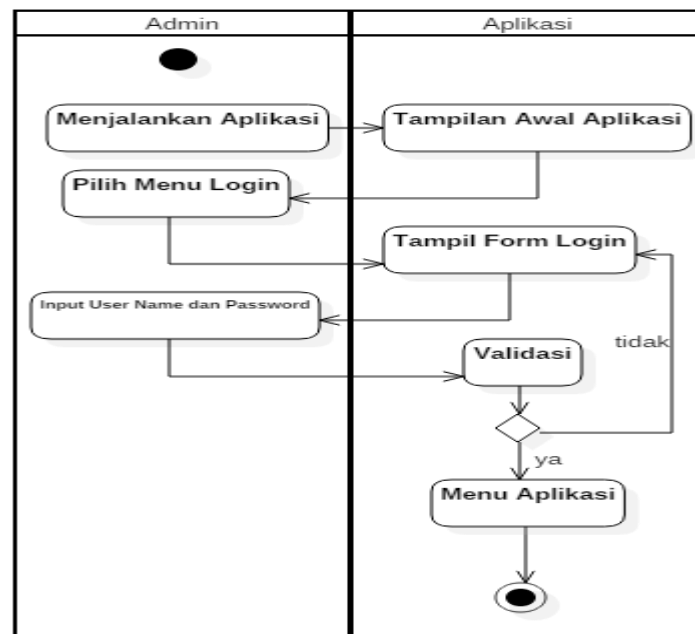 Admin
Aplikasi
Menjalankan Aplikasi
Tampilan Awal Aplikasi
Pilih Menu Login
Tampil Form Login
Input User Name dan Password
Validasi
tidak
ya
Menu Aplikasi